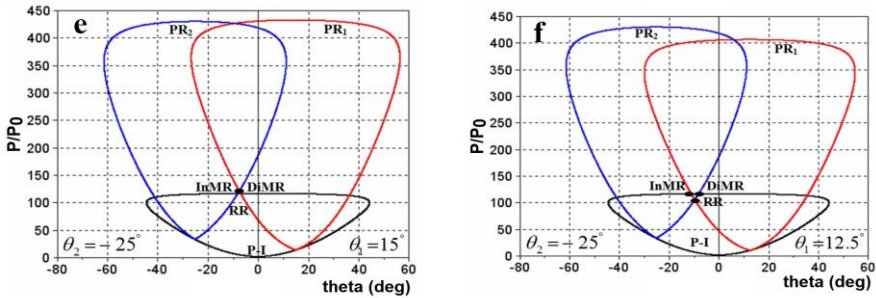 e
P/P0
450
400
350
300
250
200
150
100
50
0
PR₂
PR₁
InMR
DiMR
RR
P-I
θ₂ = − 25°
θ₁ = 15°
-80
-60
-40
-20
0
20
40
60
theta (deg)
f
P/P0
450
400
350
300
250
200
150
100
50
0
PR₂
PR₁
InMR
DiMR
RR
P-I
θ₂ = − 25°
θ₁ = 12.5°
-80
-60
-40
-20
0
20
40
60
theta (deg)